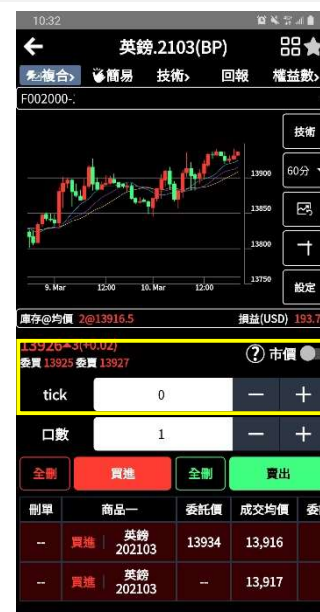 10:32
英鎊.2103(BP)
複合> 簡易 技術> 回報 權益數>
F002000-:
技術
60分
13900
13850
13800
設定
13750
9. Mar 12:00 10. Mar 12:00
庫存@均價 2@13916.5 損益(USD) 193.7
13926 3(+0.02)
委買 13925 委賣 13927
? 市價
tick 0 − +
口數 1 − +
全刪 買進 全刪 賣出
刪單 商品一 委託價 成交均價 委
-- 買進 英鎊 202103 13934 13,916
-- 買進 英鎊 202103 -- 13,917